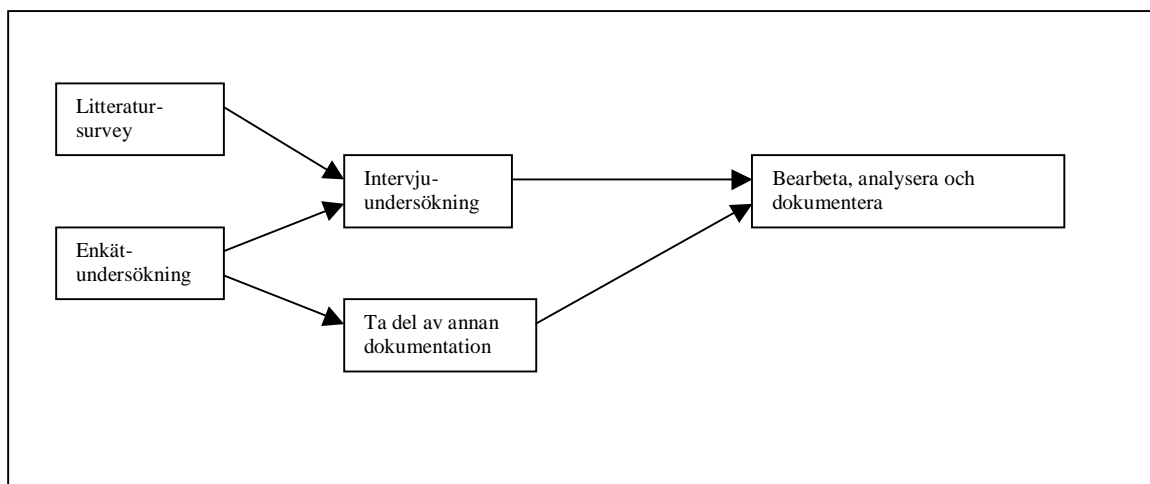 Litteratur-
survey
Intervju-
undersökning
Bearbeta, analysera och
dokumentera
Enkät-
undersökning
Ta del av annan
dokumentation